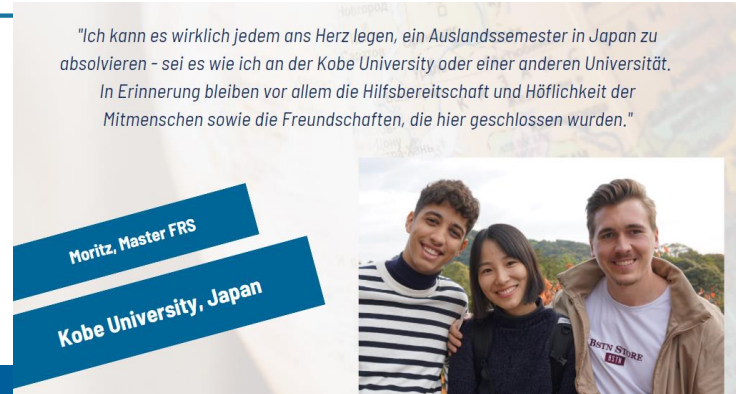 "Ich kann es wirklich jedem ans Herz legen, ein Auslandssemester in Japan zu
absolvieren - sei es wie ich an der Kobe University oder einer anderen Universität.
In Erinnerung bleiben vor allem die Hilfsbereitschaft und Höflichkeit der
Mitmenschen sowie die Freundschaften, die hier geschlossen wurden."
Moritz, Master FRS
Kobe University, Japan
BSTN STORE
BSTN